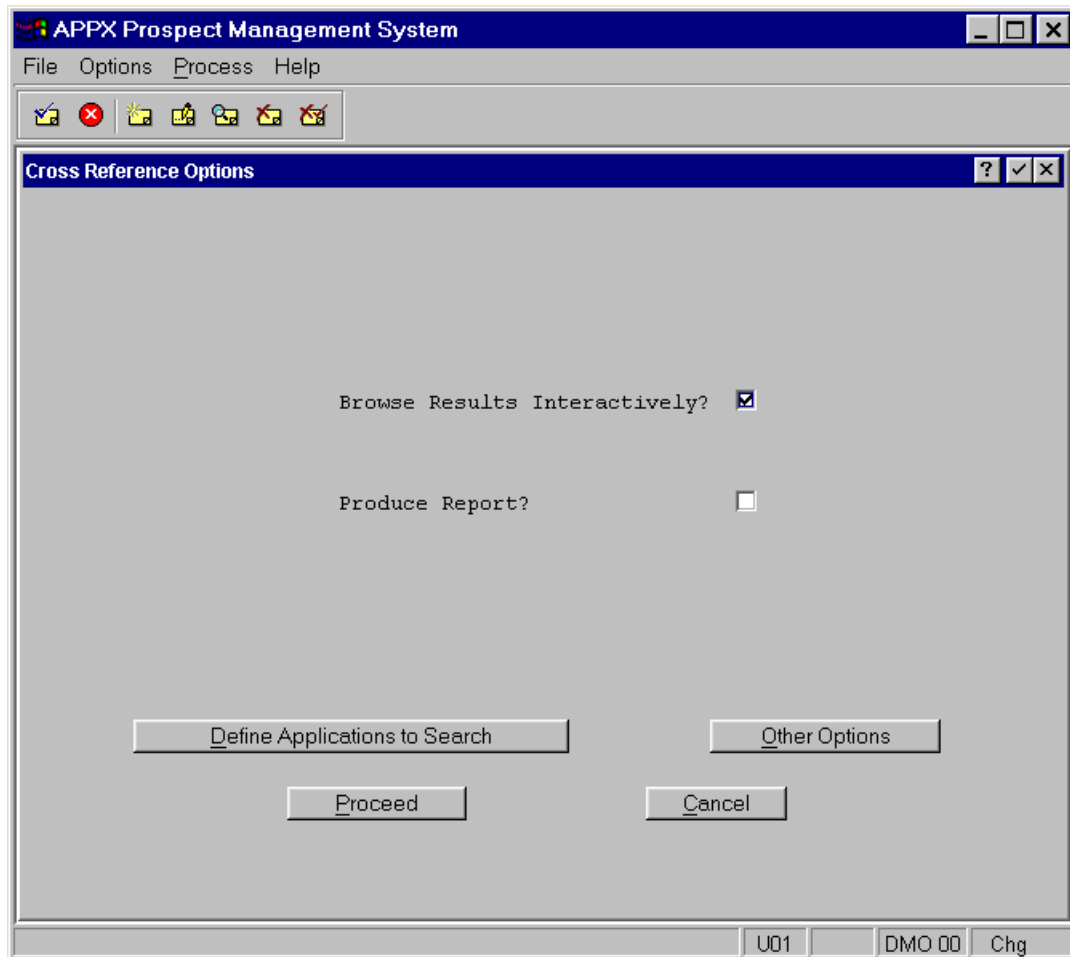 APPX Prospect Management System
File Options Process Help
Cross Reference Options
?
Browse Results Interactively?
Produce Report?
Define Applications to Search Other Options
Proceed Cancel
U01 DMO 00 Chg